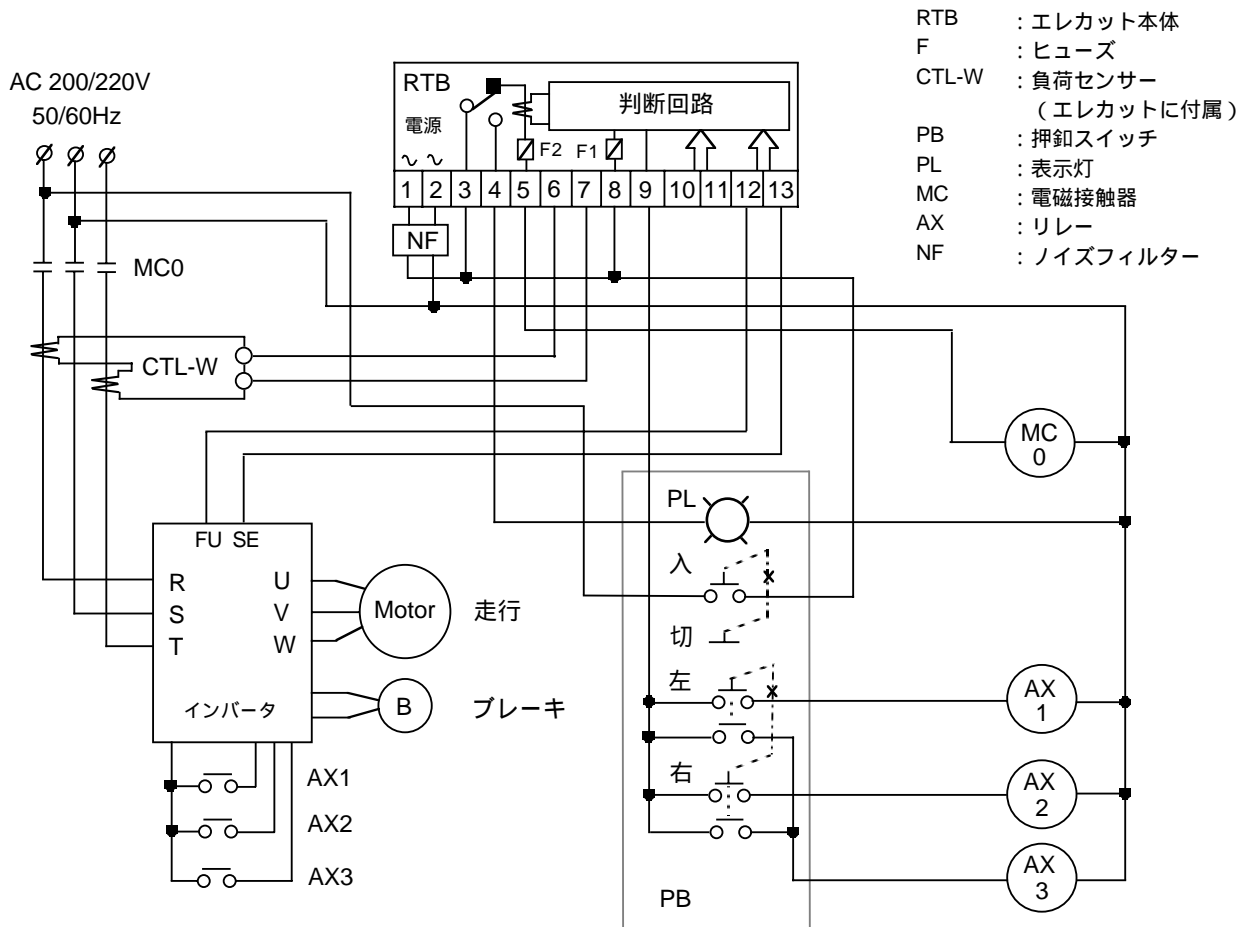 RTB : エレカット本体
F : ヒューズ
CTL-W : 負荷センサー
( エレカットに付属 )
PB : 押釦スイッチ
PL : 表示灯
MC : 電磁接触器
AX : リレー
NF : ノイズフィルター
AC 200/220V
50/60Hz
RTB
判断回路
電源
F2 F1
1 2 3 4 5 6 7 8 9 10 11 12 13
NF
MC0
CTL-W
MC
0
PL
FU SE
入
R U
S V
T W
Motor 走行
切
左
AX
1
インバータ
B ブレーキ
右
AX1
AX
2
AX2
AX3
AX
3
PB